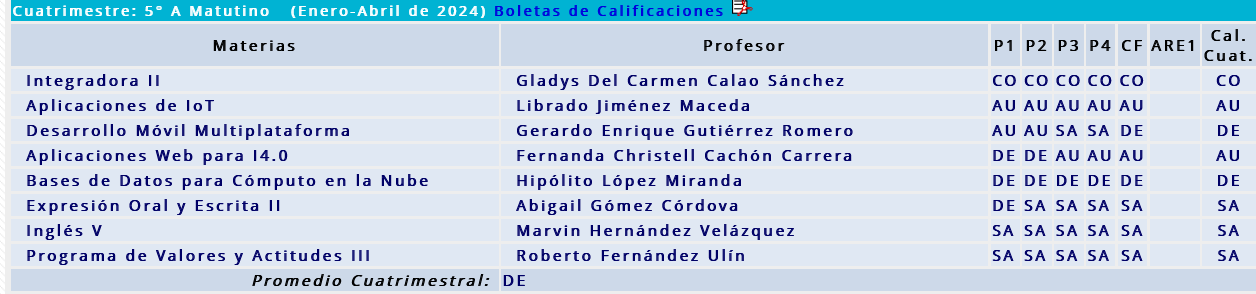 Cuatrimestre: 5° A Matutino (Enero-Abril de 2024) Boletas de Calificaciones
Materias Profesor P1 P2 P3 P4 CF ARE1 Cal. Cuat.
Integradora II Gladys Del Carmen Calao Sánchez CO CO CO CO CO CO
Aplicaciones de IoT Librado Jiménez Maceda AU AU AU AU AU AU
Desarrollo Móvil Multiplataforma Gerardo Enrique Gutiérrez Romero AU AU SA SA DE DE
Aplicaciones Web para I4.0 Fernanda Christell Cachón Carrera DE DE AU AU AU AU
Bases de Datos para Cómputo en la Nube Hipólito López Miranda DE DE DE DE DE DE
Expresión Oral y Escrita II Abigail Gómez Córdova DE SA SA SA SA SA
Inglés V Marvin Hernández Velázquez SA SA SA SA SA SA
Programa de Valores y Actitudes III Roberto Fernández Ulín SA SA SA SA SA SA
Promedio Cuatrimestral: DE